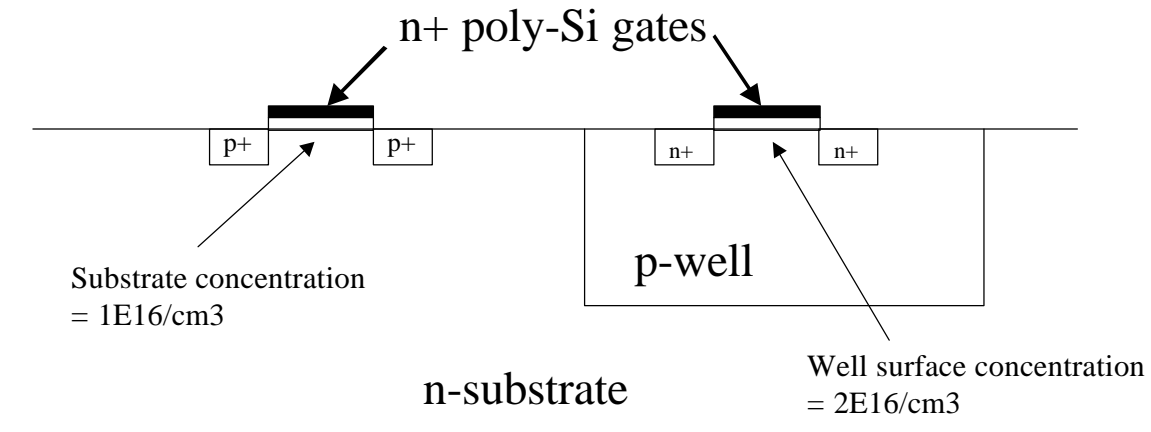 n+ poly-Si gates
p+
p+
n+
n+
Substrate concentration
= 1E16/cm3
p-well
n-substrate
Well surface concentration
= 2E16/cm3